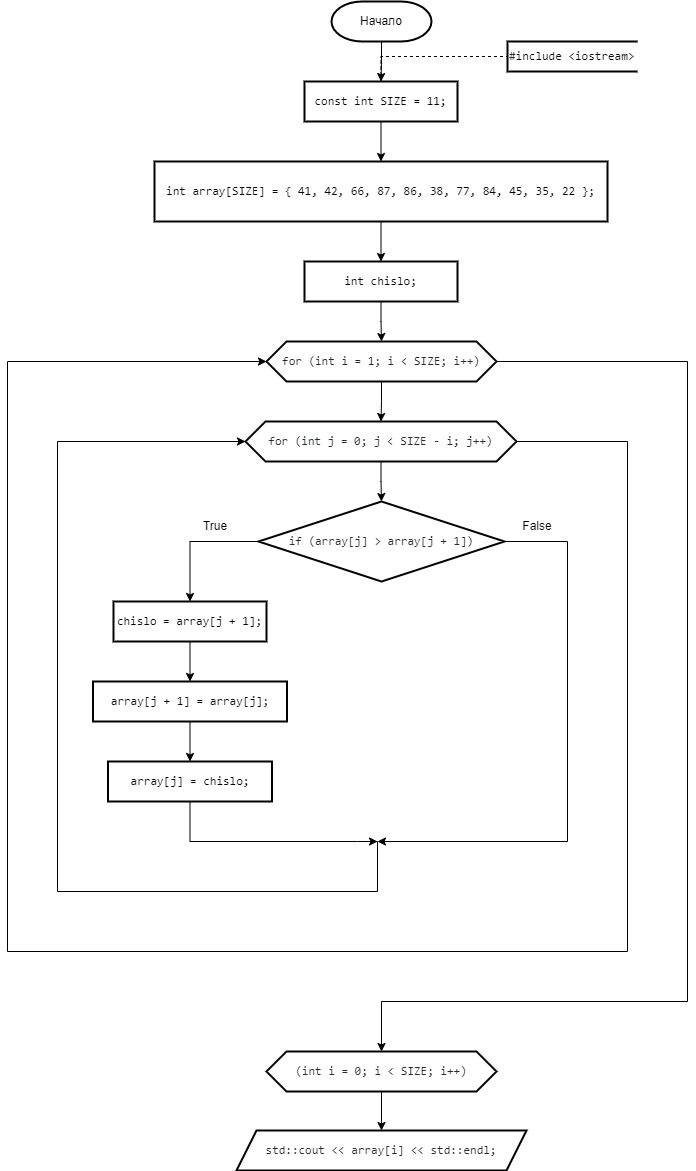 Начало
#include <iostream>
const int SIZE = 11;
int array[SIZE] = { 41, 42, 66, 87, 86, 38, 77, 84, 45, 35, 22 };
int chislo;
for (int i = 1; i < SIZE; i++)
for (int j = 0; j < SIZE - i; j++)
True
False
if (array[j] > array[j + 1])
chislo = array[j + 1];
array[j + 1] = array[j];
array[j] = chislo;
(int i = 0; i < SIZE; i++)
std::cout << array[i] << std::endl;